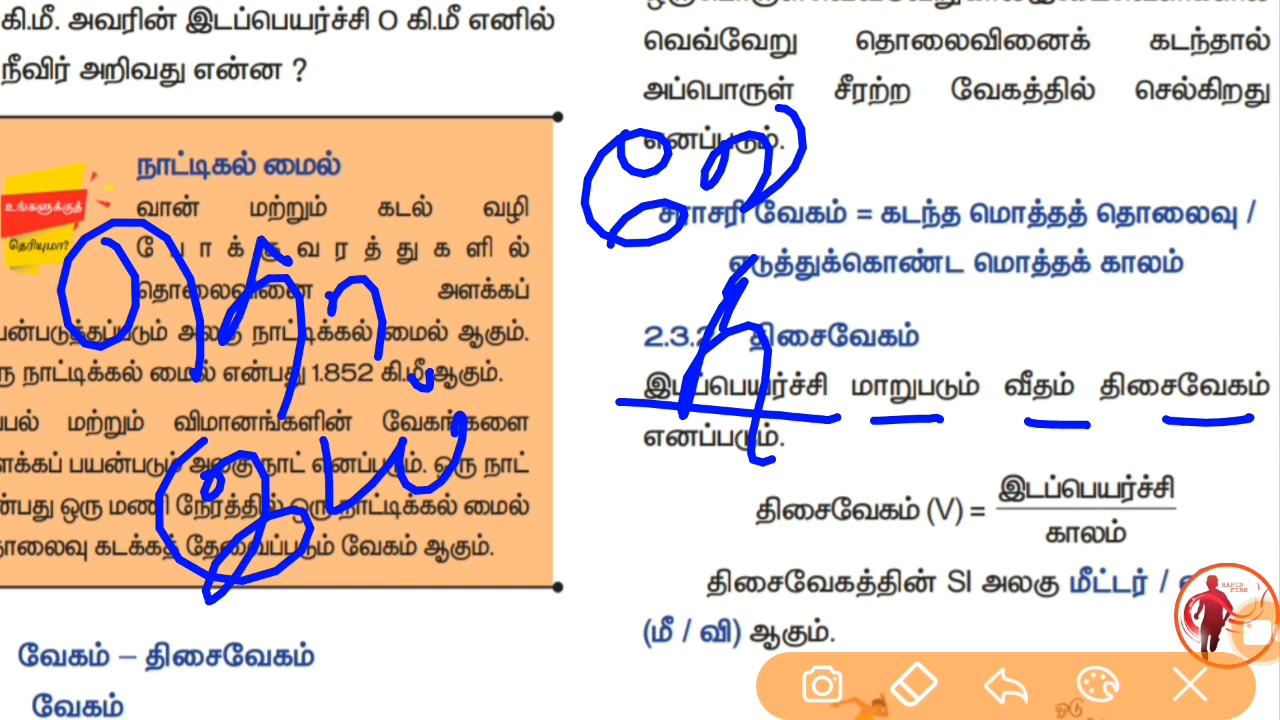 கி.மீ. அவரின் இடப்பெயர்ச்சி 0 கி.மீ எனில்
நீவிர் அறிவது என்ன ?
உங்களுக்குத்
தெரியுமா?
நாட்டிகல் மைல்
வான் மற்றும் கடல் வழி
போக்குவரத்துகளில்
தொலைவினை அளக்கப்
பயன்படுத்தப்படும் அலகு நாட்டிக்கல் மைல் ஆகும்.
ஒரு நாட்டிக்கல் மைல் என்பது 1.852 கி.மீ ஆகும்.
கப்பல் மற்றும் விமானங்களின் வேகங்களை
அளக்கப் பயன்படும் அலகு நாட் எனப்படும். ஒரு நாட்
என்பது ஒரு மணி நேரத்தில் ஒரு நாட்டிக்கல் மைல்
தொலைவு கடக்கத் தேவைப்படும் வேகம் ஆகும்.
வேகம் – திசைவேகம்
வேகம்
வெவ்வேறு தொலைவினைக் கடந்தால்
அப்பொருள் சீரற்ற வேகத்தில் செல்கிறது
எனப்படும்.
சராசரி வேகம் = கடந்த மொத்தத் தொலைவு /
எடுத்துக்கொண்ட மொத்தக் காலம்
2.3.2 திசைவேகம்
இடப்பெயர்ச்சி மாறுபடும் வீதம் திசைவேகம்
எனப்படும்.
திசைவேகம் (V) = இடப்பெயர்ச்சி
காலம்
திசைவேகத்தின் SI அலகு மீட்டர் /
(மீ / வி) ஆகும்.
RAPID
FIRE